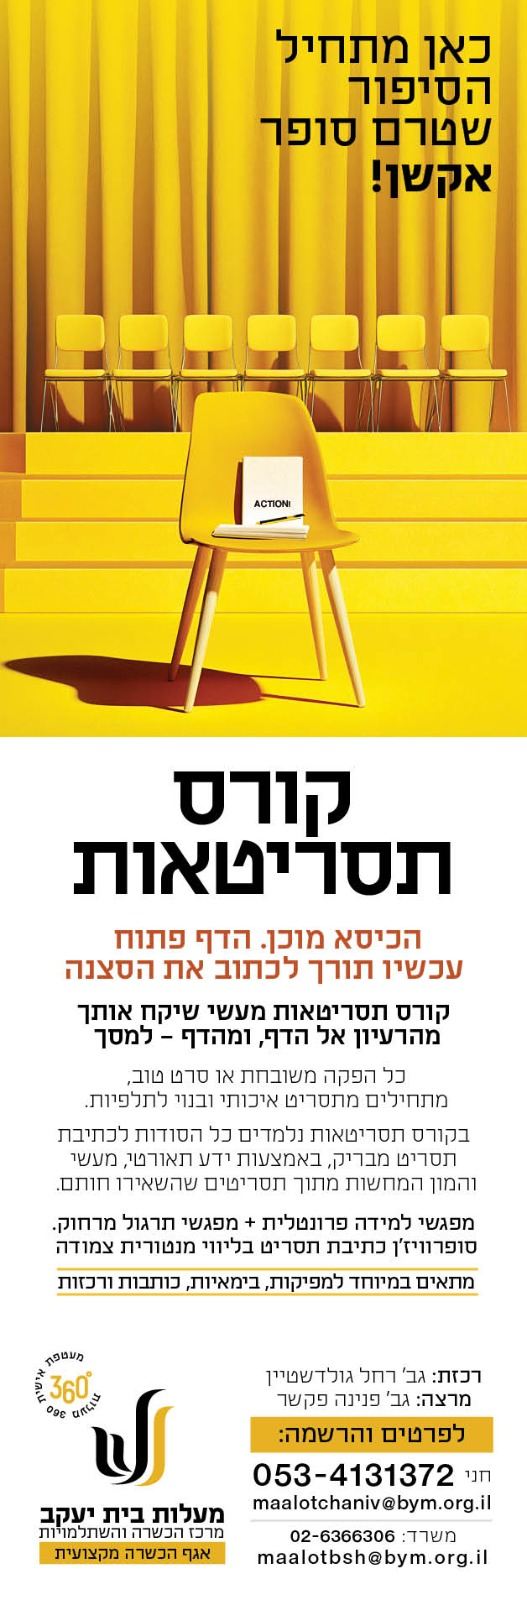 כאן מתחיל
הסיפור
שטרם סופר
אקשן!
ACTION!
קורס
תסריטאות
הכיסא מוכן. הדף פתוח
עכשיו תורך לכתוב את הסצנה
קורס תסריטאות מעשי שיקח אותך
מהרעיון אל הדף, ומהדף – למסך
כל הפקה משובחת או סרט טוב,
מתחילים מתסריט איכותי ובנוי לתלפיות.
בקורס תסריטאות נלמדים כל הסודות לכתיבת
תסריט מבריק, באמצעות ידע תאורטי, מעשי
והמון המחשות מתוך תסריטים שהשאירו חותם.
מפגשי למידה פרונטלית + מפגשי תרגול מרחוק.
סופרוויז'ן כתיבת תסריט בליווי מנטורית צמודה
מתאים במיוחד למפיקות, בימאיות, כותבות ורכזות
רכזת: גב' רחל גולדשטיין
מרצה: גב' פנינה פקשר
לפרטים והרשמה:
חני 053-4131372
maalotchaniv@bym.org.il
משרד: 02-6366306
maalotbsh@bym.org.il
מעטפת אישית
360°
מעלות 360
מעלות בית יעקב
מרכז הכשרה והשתלמויות
אגף הכשרה מקצועית